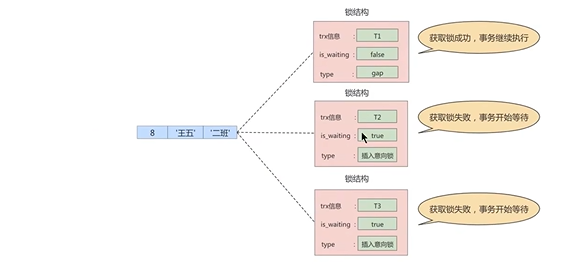 锁结构
trx信息 : T1
is_waiting : false
type : gap
获取锁成功，事务继续执行
锁结构
trx信息 : T2
is_waiting : true
type : 插入意向锁
获取锁失败，事务开始等待
8 '王五' '二班'
锁结构
trx信息 : T3
is_waiting : true
type : 插入意向锁
获取锁失败，事务开始等待